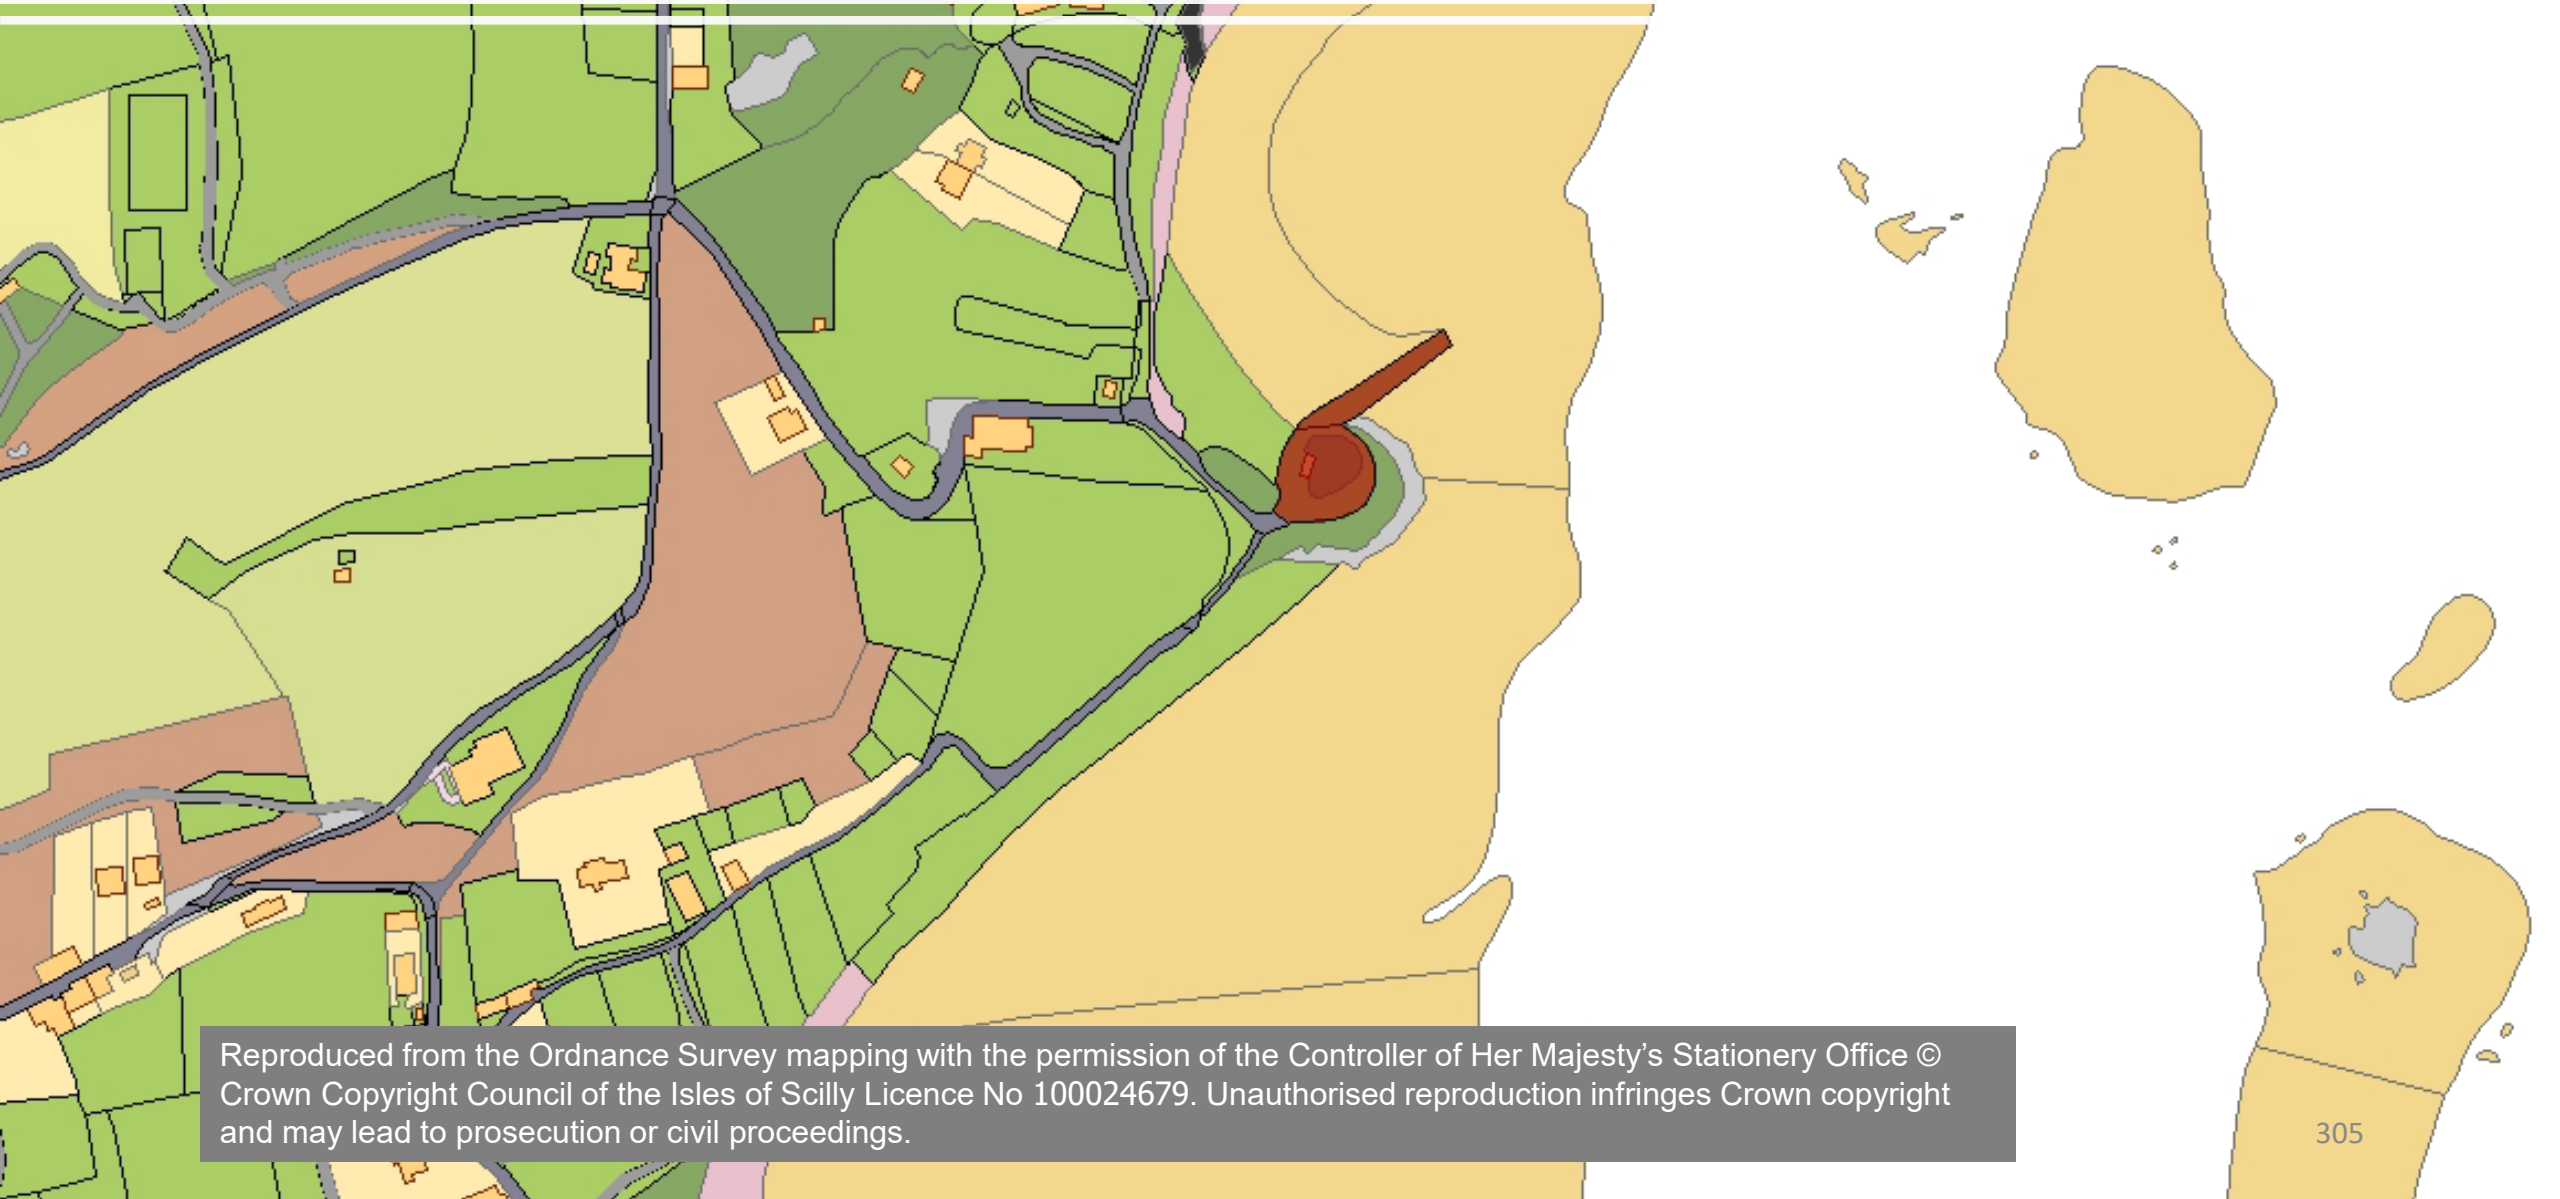 Reproduced from the Ordnance Survey mapping with the permission of the Controller of Her Majesty’s Stationery Office ©
Crown Copyright Council of the Isles of Scilly Licence No 100024679. Unauthorised reproduction infringes Crown copyright
and may lead to prosecution or civil proceedings.
305